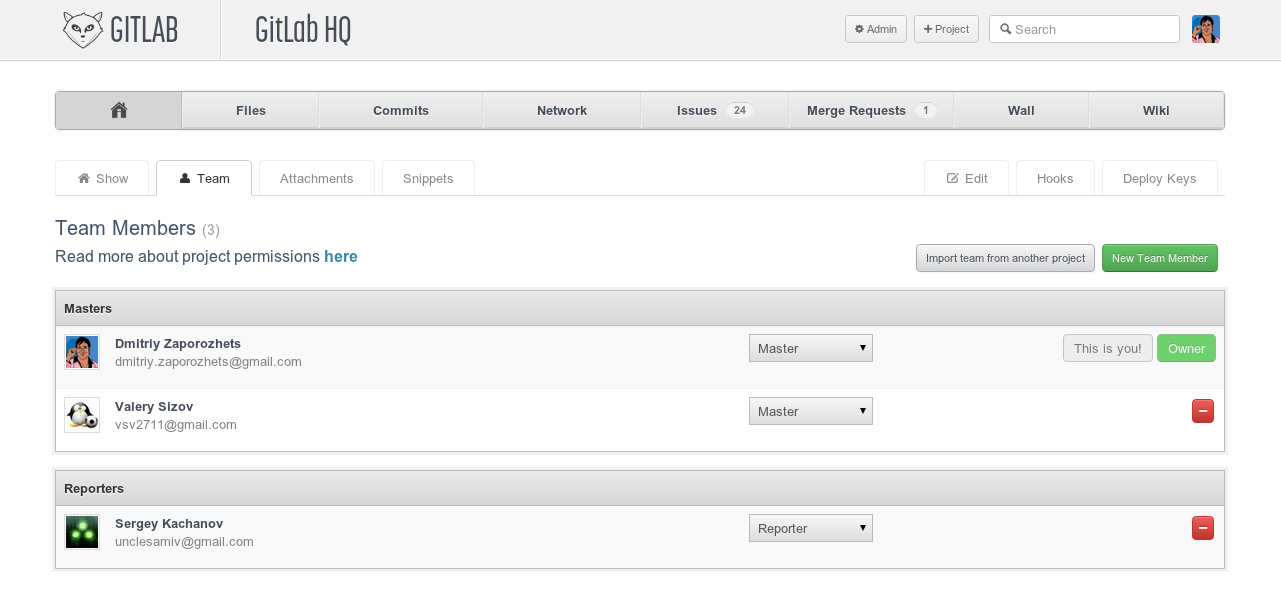 GITLAB GitLab HQ Admin Project Search
Files Commits Network Issues 24 Merge Requests 1 Wall Wiki
Show Team Attachments Snippets Edit Hooks Deploy Keys
Team Members (3)
Read more about project permissions here
Import team from another project New Team Member
Masters
Dmitriy Zaporozhets
dmitriy.zaporozhets@gmail.com
Master This is you! Owner
Valery Sizov
vsv2711@gmail.com
Master
Reporters
Sergey Kachanov
unclesamiv@gmail.com
Reporter